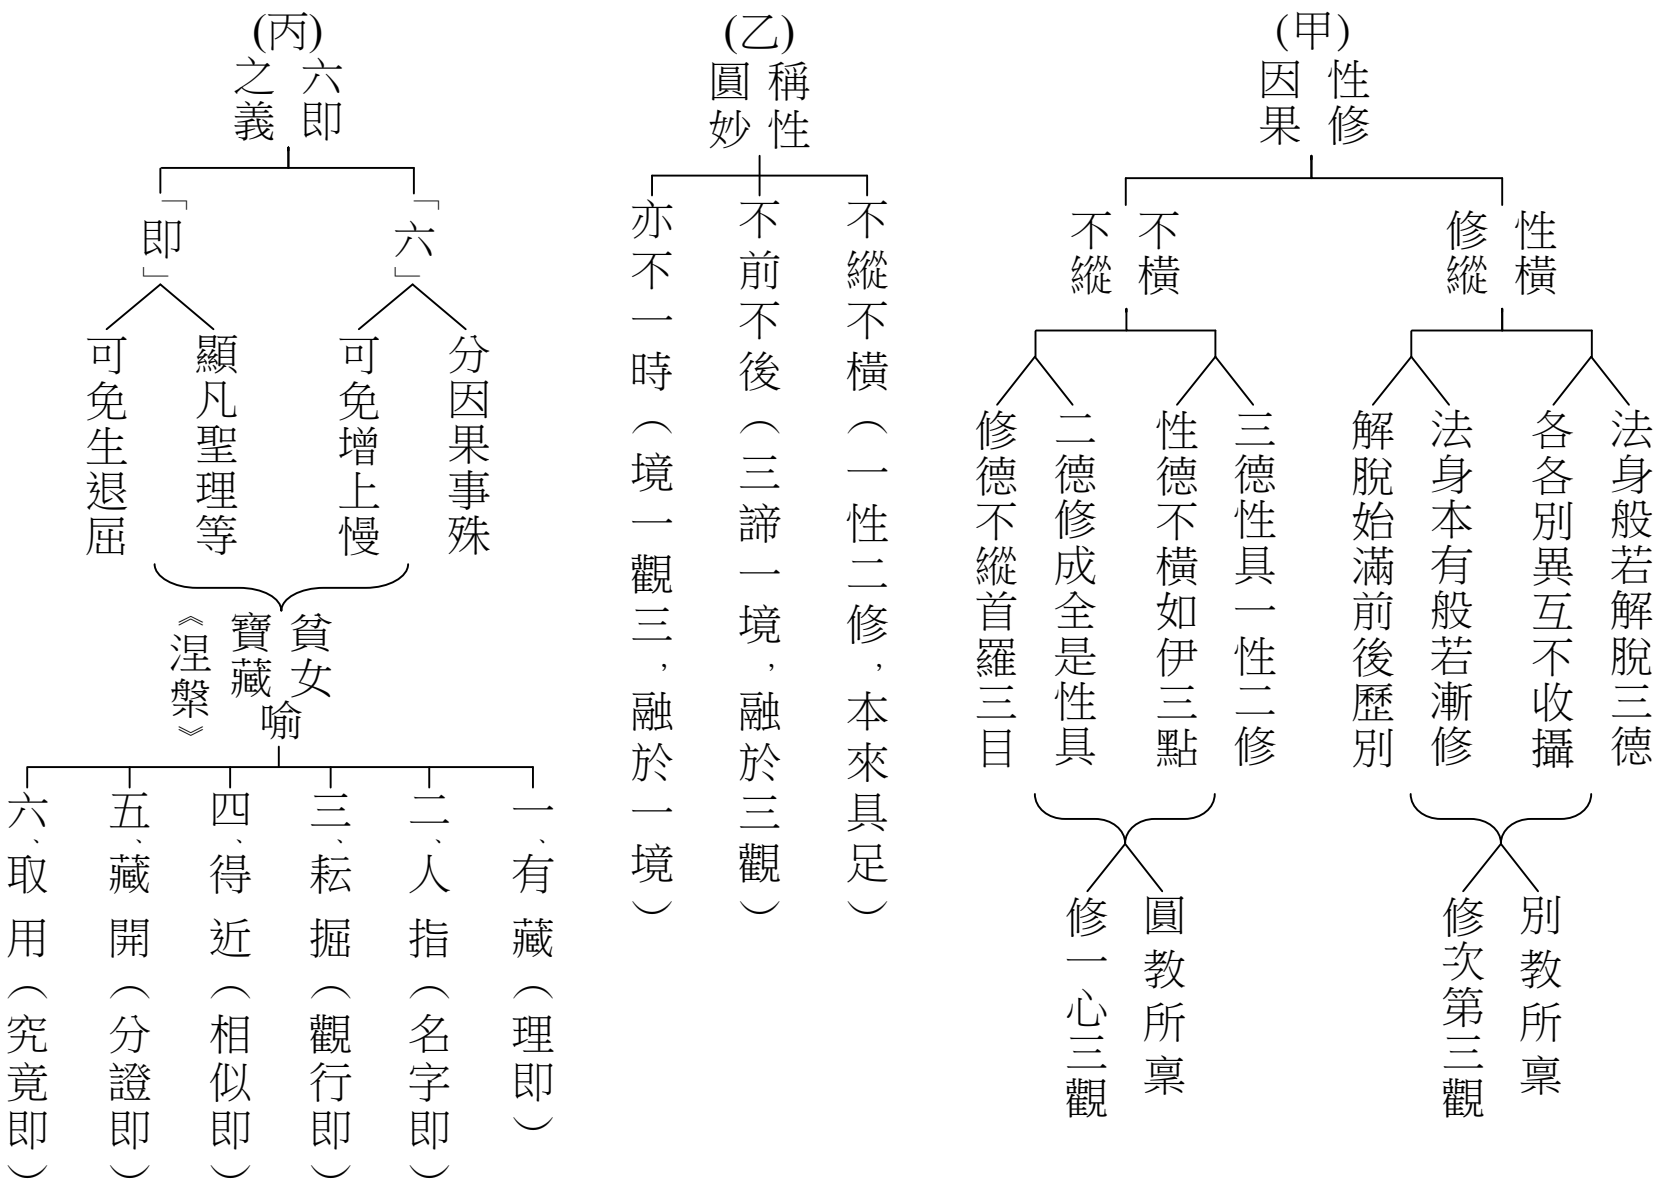 (甲)
性修
因果
性橫
修縱
法身般若解脫三德
各各別異互不收攝
法身本有般若漸修
解脫始滿前後歷別
別教所稟
修次第三觀
不橫
不縱
三德性具一性二修
性德不橫如伊三點
二德修成全是性具
修德不縱首羅三目
圓教所稟
修一心三觀
(乙)
稱性
圓妙
不縱不橫（一性二修，本來具足）
不前不後（三諦一境，融於三觀）
亦不一時（境一觀三，融於一境）
(丙)
六即
之義
「六」
分因果事殊
可免增上慢
「即」
顯凡聖理等
可免生退屈
貧女
寶藏
喻
《涅槃》
一、有藏（理即）
二、人指（名字即）
三、耘掘（觀行即）
四、得近（相似即）
五、藏開（分證即）
六、取用（究竟即）